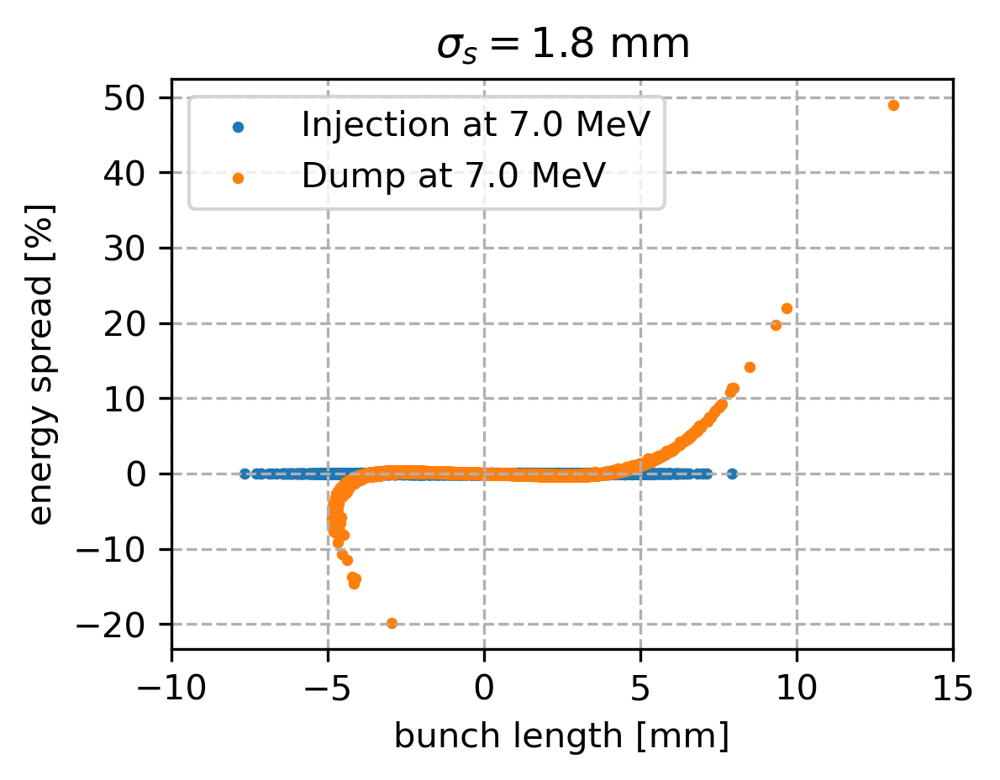 σs = 1.8 mm
50
40
30
20
10
0
−10
−20
energy spread [%]
Injection at 7.0 MeV
Dump at 7.0 MeV
−10 −5 0 5 10 15
bunch length [mm]